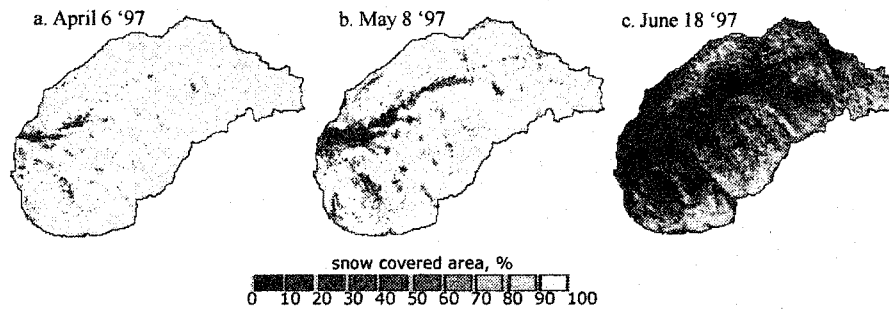 a. April 6 ‘97
b. May 8 ‘97
c. June 18 ‘97
snow covered area, %
0 10 20 30 40 50 60 70 80 90 100